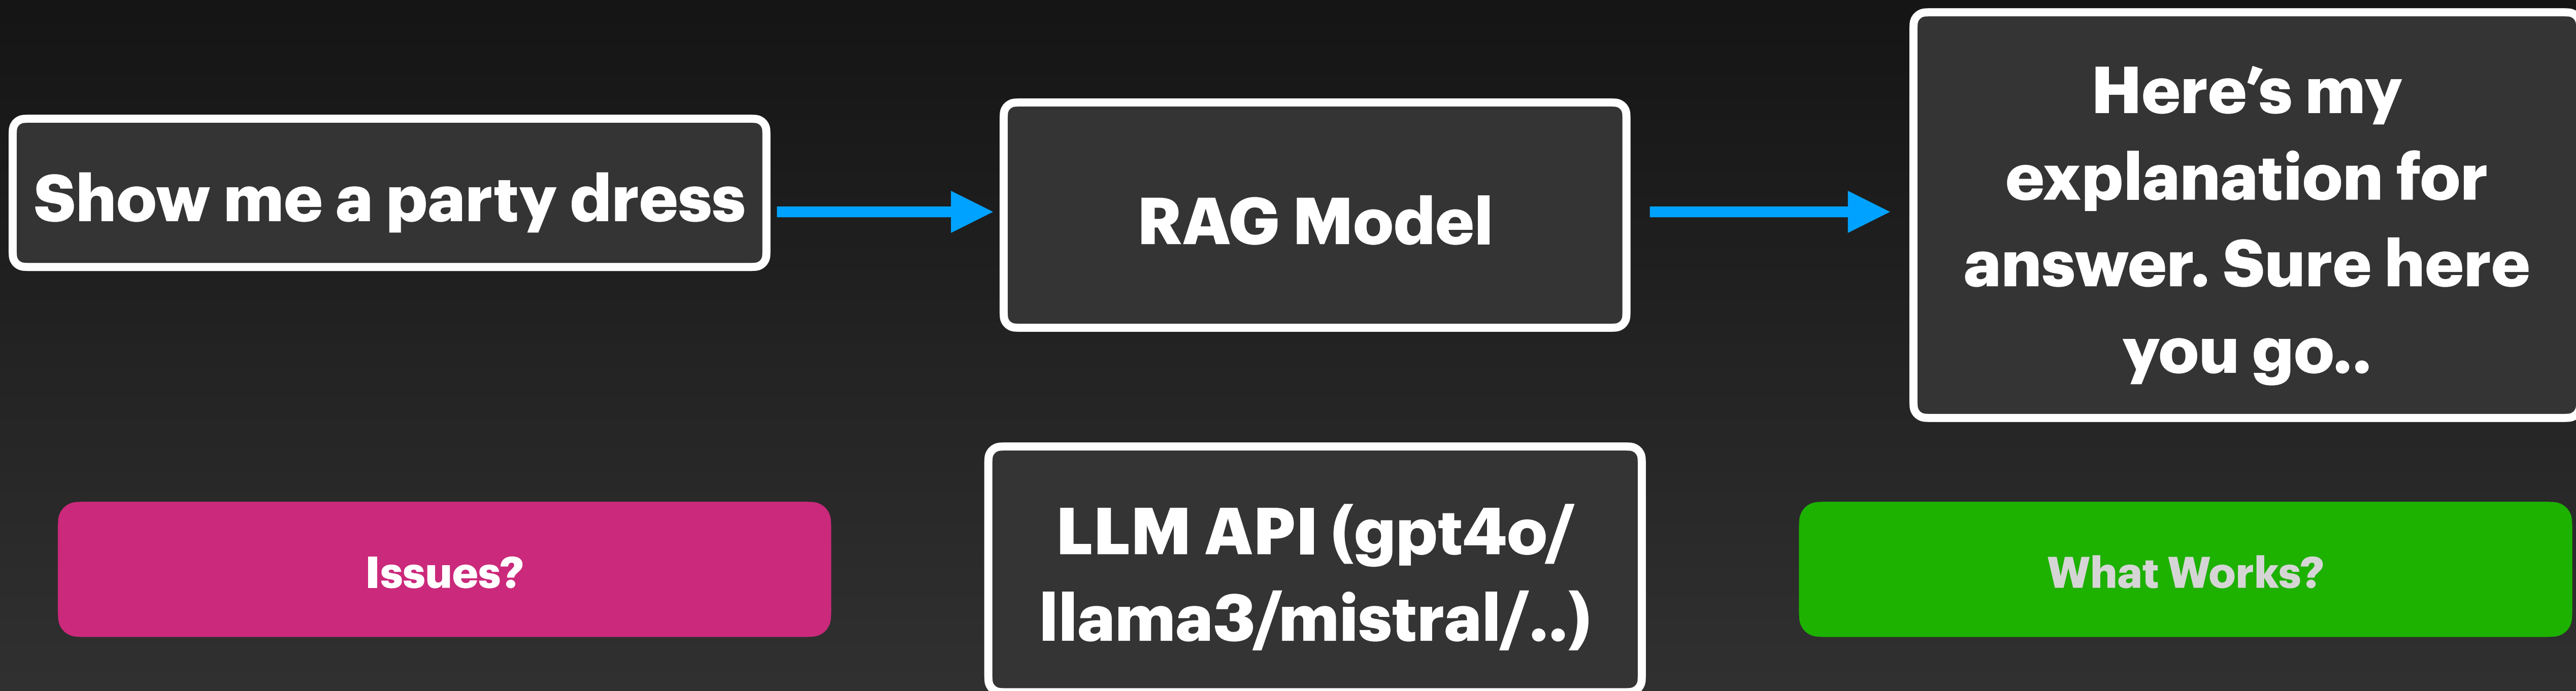 Show me a party dress
RAG Model
Here’s my
explanation for
answer. Sure here
you go..
Issues?
LLM API (gpt4o/
llama3/mistral/..)
What Works?